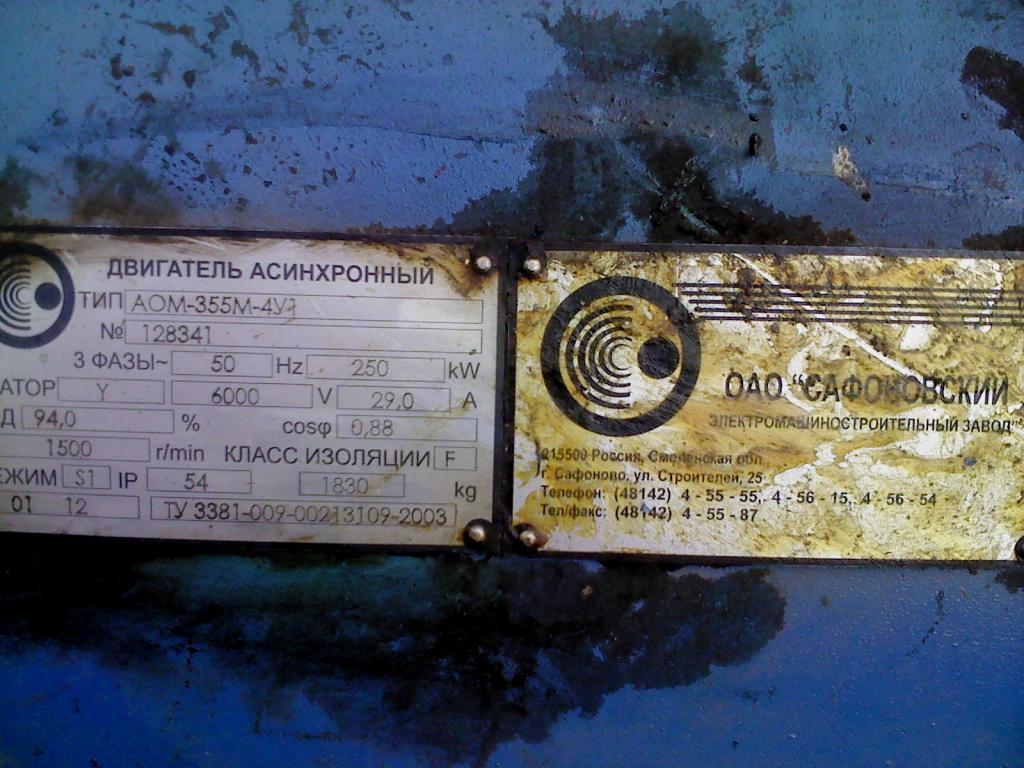 ДВИГАТЕЛЬ АСИНХРОННЫЙ
ТИП АОМ-355М-4У1
№ 128341
3 ФАЗЫ~ 50 Hz 250 kW
АТОР Y 6000 V 29,0 А
Д 94,0 % cosφ 0,88
1500 r/min КЛАСС ИЗОЛЯЦИИ F
ЕЖИМ S1 IP 54 1830 kg
01 12 ТУ 3381-009-00213109-2003
ОАО "САФОНОВСКИЙ
ЭЛЕКТРОМАШИНОСТРОИТЕЛЬНЫЙ ЗАВОД"
215500 Россия, Смоленская обл.
г. Сафоново, ул. Строителей, 25
Телефон: (48142) 4 - 55 - 55, 4 - 56 - 15, 4 - 56 - 54
Тел/факс: (48142) 4 - 55 - 87